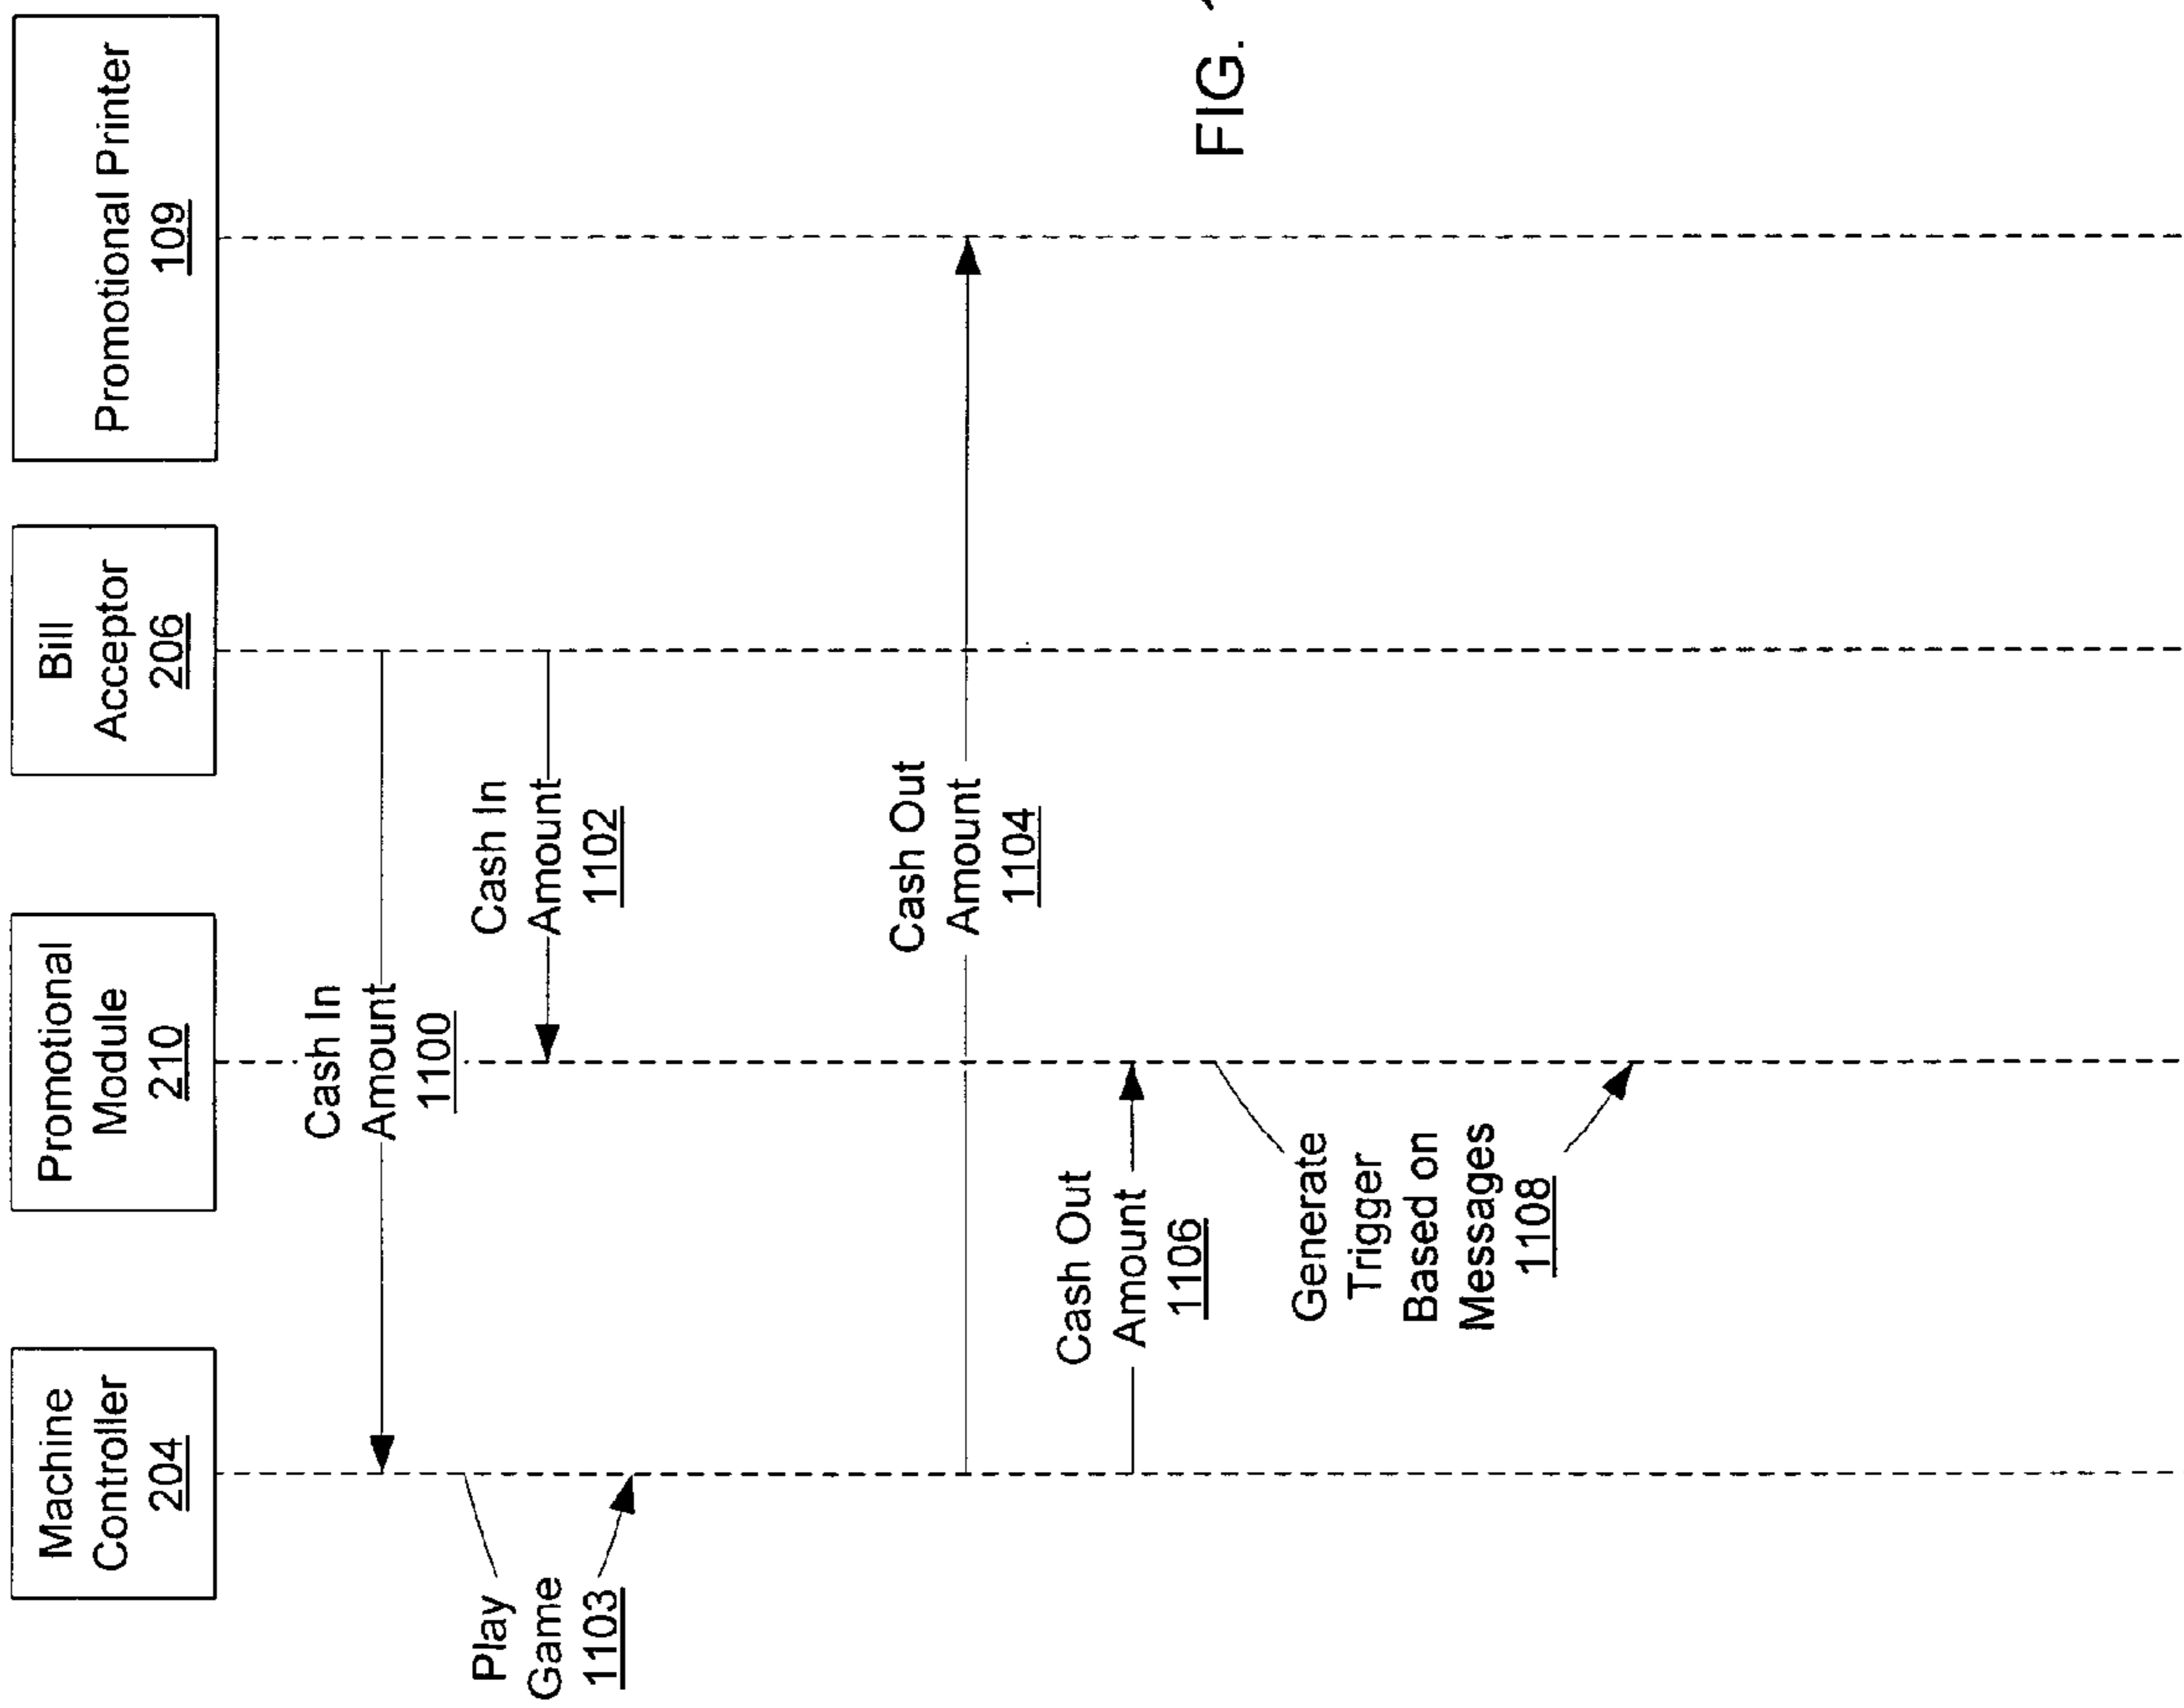 Machine
Controller
204
Promotional
Module
210
Bill
Acceptor
206
Promotional Printer
109
Cash In
Amount
1100
Cash In
Amount
1102
Play
Game
1103
Cash Out
Amount
1104
Cash Out
Amount
1106
Generate
Trigger
Based on
Messages
1108
FIG.